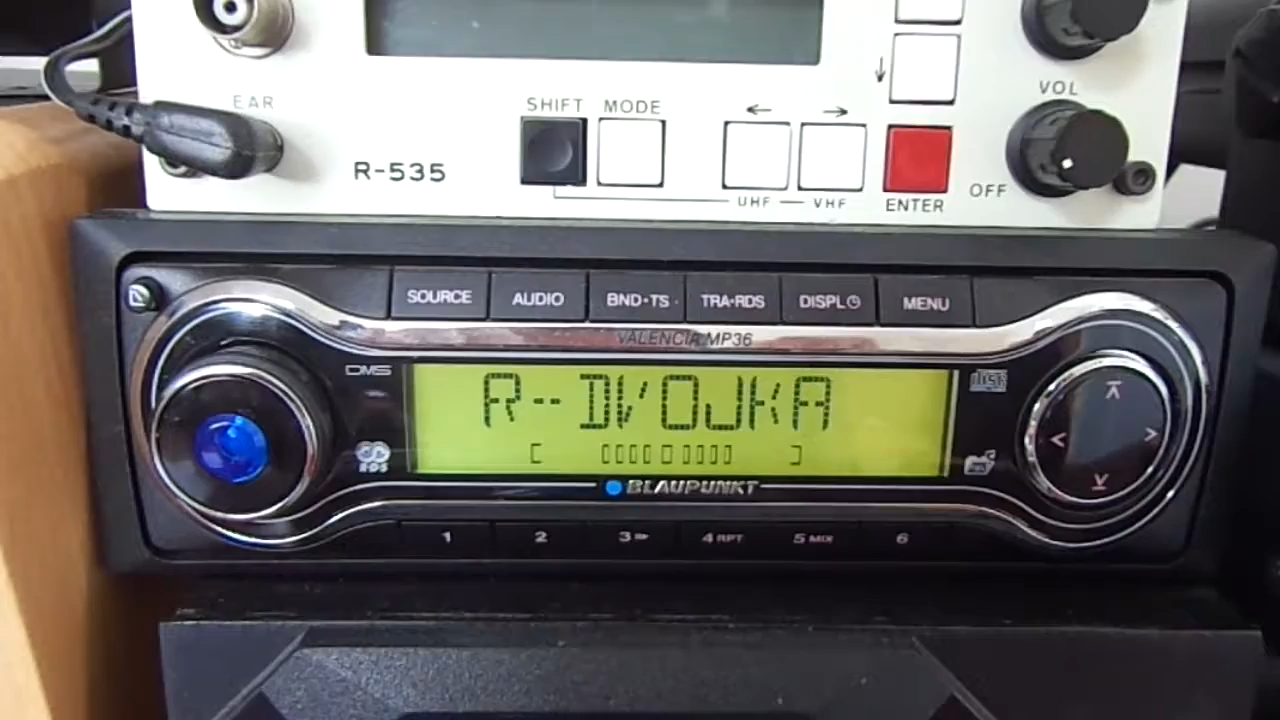 EAR
SHIFT MODE ← →
↓
VOL
R-535
UHF — VHF
ENTER
OFF
SOURCE AUDIO BND•TS TRA•RDS DISPL MENU
VALENCIA MP36
DMS
R--DVOJKA
RDS
DISC
BLAUPUNKT
1 2 3 4 RPT 5 MIX 6